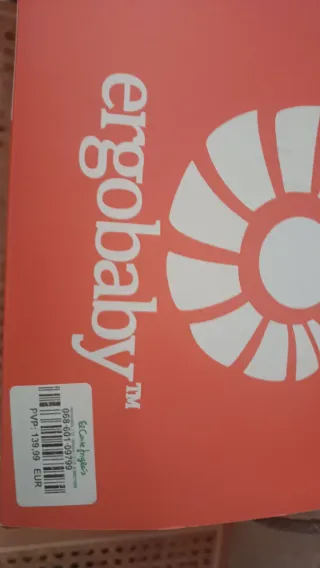 ergobaby™
El Corte Inglés
068 601 09799
PVP: 139,99 EUR